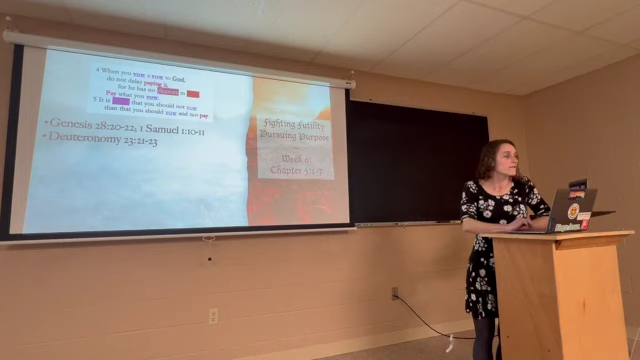 4 When you vow a vow to God,
do not delay paying it,
for he has no pleasure in
Pay what you vow.
5 It is that you should not vow
than that you should vow and not pay
• Genesis 28:20-22, 1 Samuel 1:10-11
• Deuteronomy 23:21-23
Fighting Futility
Pursuing Purpose
Week 6:
Chapter 5:1-7